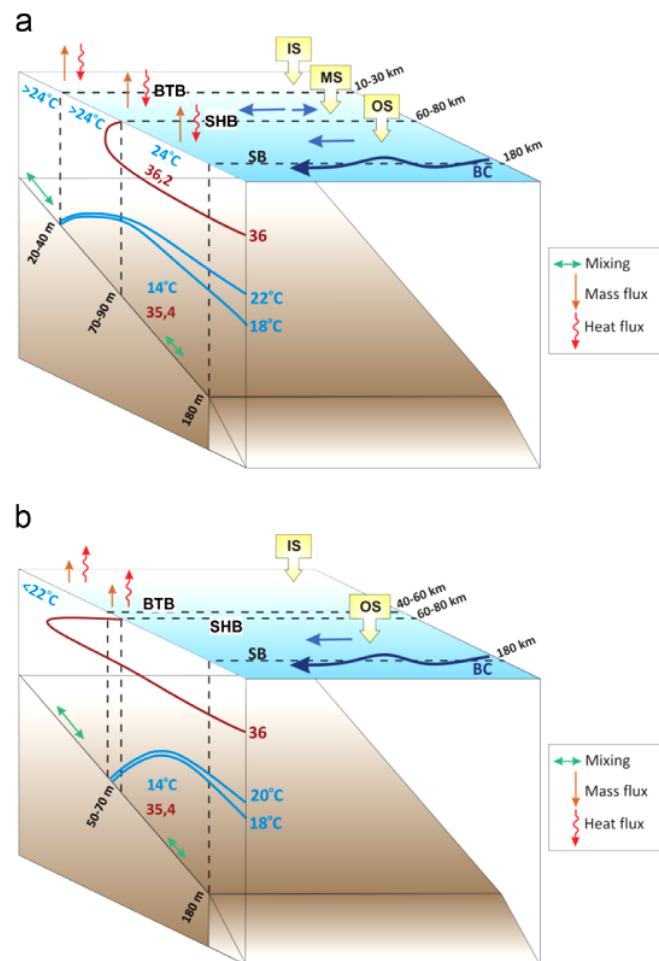 a
IS
MS
OS
10-30 km
60-80 km
180 km
BTB
SHB
SB
BC
>24°C
>24°C
24°C
36,2
36
22°C
18°C
14°C
35,4
20-40 m
70-90 m
180 m
Mixing
Mass flux
Heat flux
b
IS
OS
40-60 km
60-80 km
180 km
BTB
SHB
SB
BC
<22°C
36
20°C
18°C
14°C
35,4
50-70 m
180 m
Mixing
Mass flux
Heat flux